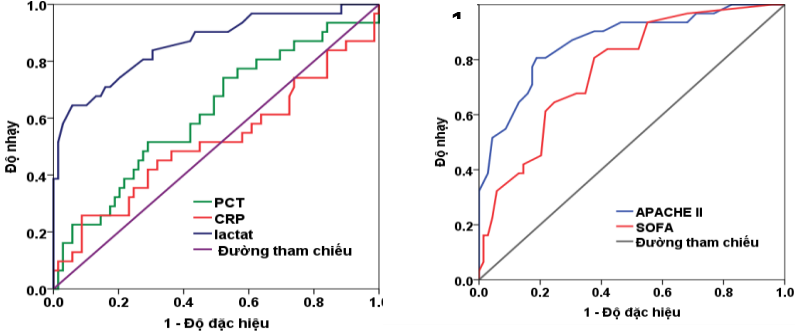 1.0
0.8
0.6
0.4
0.2
0.0
Độ nhạy
0.0 0.2 0.4 0.6 0.8 1.0
1 - Độ đặc hiệu
PCT
CRP
lactat
Đường tham chiếu
0.8
0.6
0.4
0.2
0.0
Độ nhạy
0.0 0.2 0.4 0.6 0.8 1.0
1 - Độ đặc hiệu
APACHE II
SOFA
Đường tham chiếu